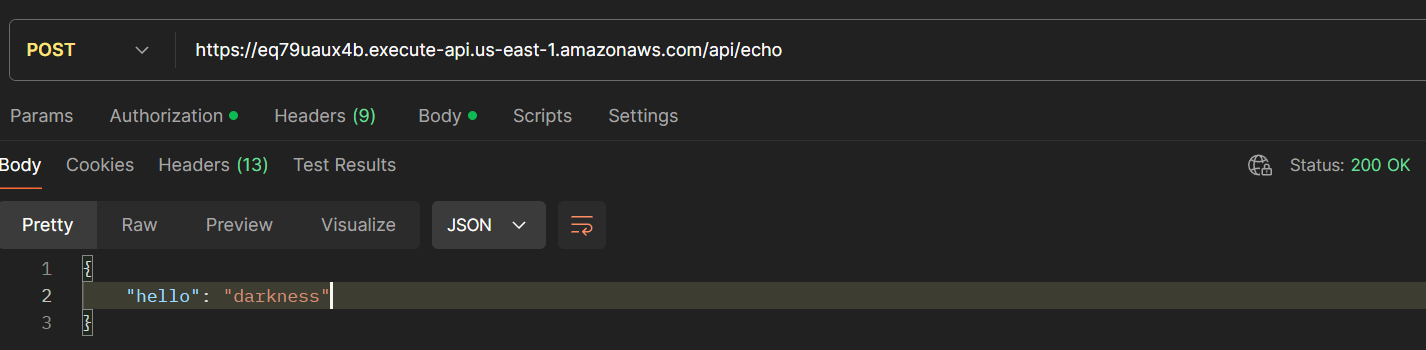 POST https://eq79uaux4b.execute-api.us-east-1.amazonaws.com/api/echo
Params Authorization Headers (9) Body Scripts Settings
Body Cookies Headers (13) Test Results Status: 200 OK
Pretty Raw Preview Visualize JSON
1 {
2 "hello": "darkness"
3 }